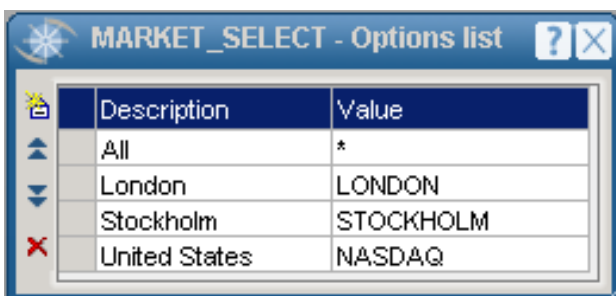 MARKET_SELECT - Options list ?
Description Value
All *
London LONDON
Stockholm STOCKHOLM
United States NASDAQ